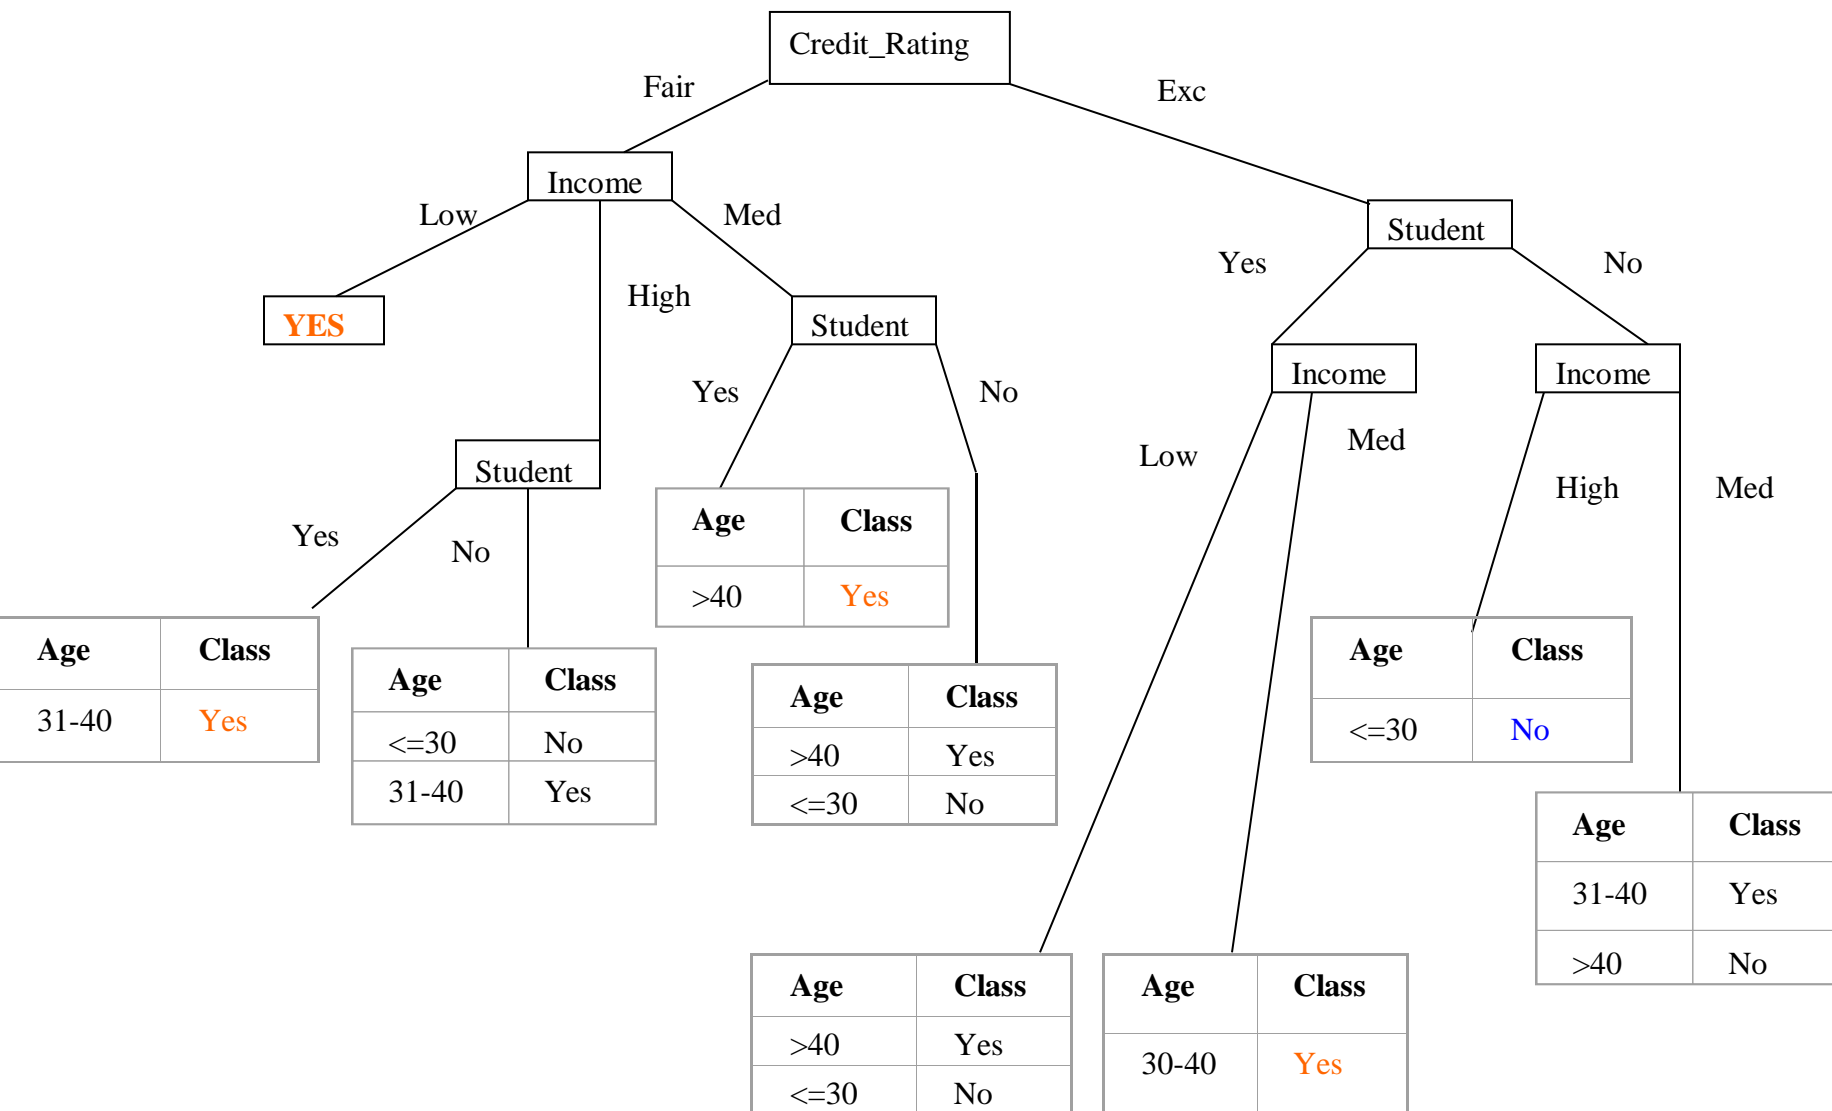 Credit_Rating
Fair
Exc
Income
Low
Med
Student
Yes
No
YES
High
Student
Income
Income
Yes
No
Low
Med
High
Med
Student
Yes
No
Age Class
>40 Yes
Age Class
31-40 Yes
Age Class
<=30 No
31-40 Yes
Age Class
>40 Yes
<=30 No
Age Class
<=30 No
Age Class
31-40 Yes
>40 No
Age Class
>40 Yes
<=30 No
Age Class
30-40 Yes